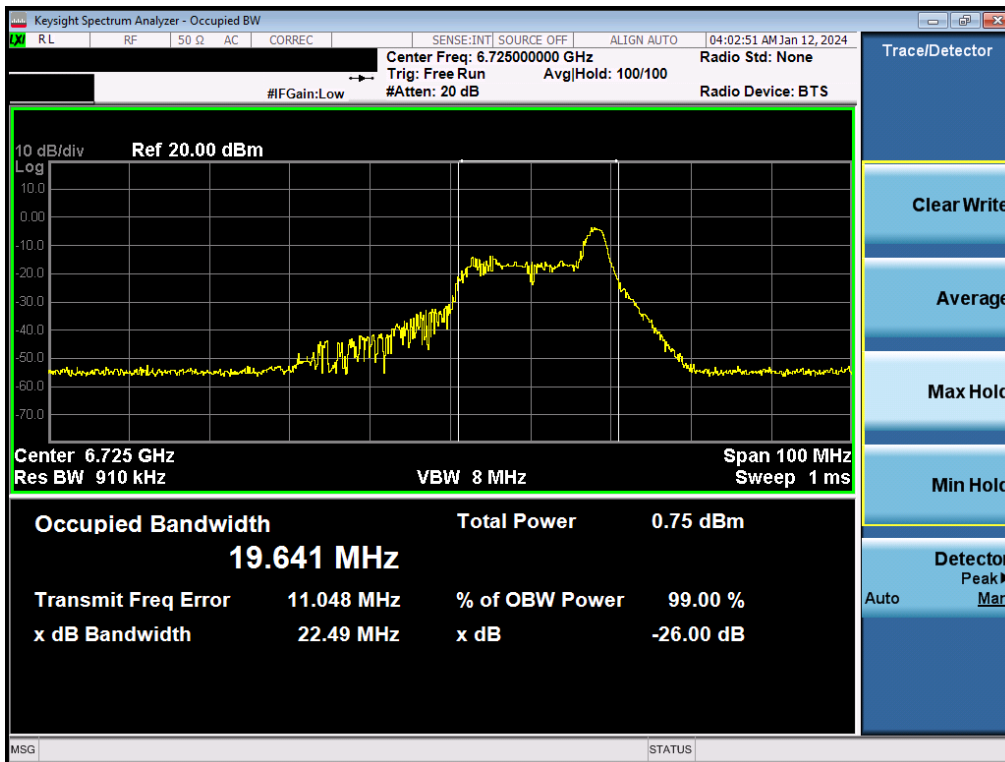 Keysight Spectrum Analyzer - Occupied BW
LXI RL RF 50 Ω AC CORREC SENSE:INT SOURCE OFF ALIGN AUTO 04:02:51 AM Jan 12, 2024
Center Freq: 6.725000000 GHz Radio Std: None
Trig: Free Run Avg|Hold: 100/100
#IFGain:Low #Atten: 20 dB Radio Device: BTS
Trace/Detector
10 dB/div Ref 20.00 dBm
Log
10.0
0.00
-10.0
-20.0
-30.0
-40.0
-50.0
-60.0
-70.0
Center 6.725 GHz Span 100 MHz
Res BW 910 kHz VBW 8 MHz Sweep 1 ms
Occupied Bandwidth Total Power 0.75 dBm
19.641 MHz
Transmit Freq Error 11.048 MHz % of OBW Power 99.00 %
x dB Bandwidth 22.49 MHz x dB -26.00 dB
Clear Write
Average
Max Hold
Min Hold
Detector
Peak
Auto Man
MSG STATUS